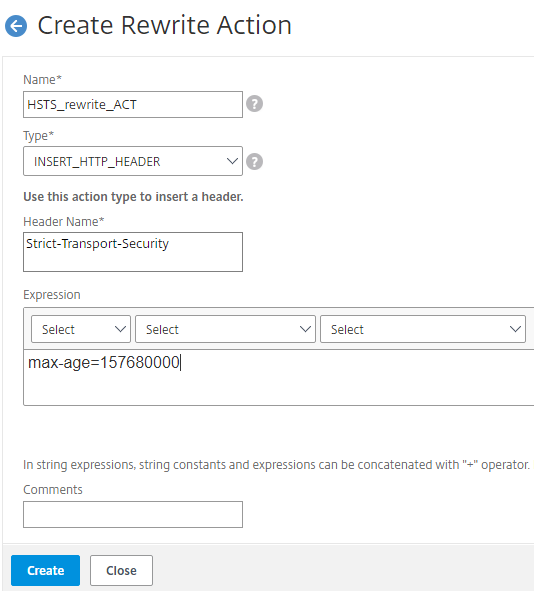 Create Rewrite Action
Name*
HSTS_rewrite_ACT
?
Type*
INSERT_HTTP_HEADER
?
Use this action type to insert a header.
Header Name*
Strict-Transport-Security
Expression
Select Select Select
max-age=157680000
In string expressions, string constants and expressions can be concatenated with "+" operator.
Comments
Create Close